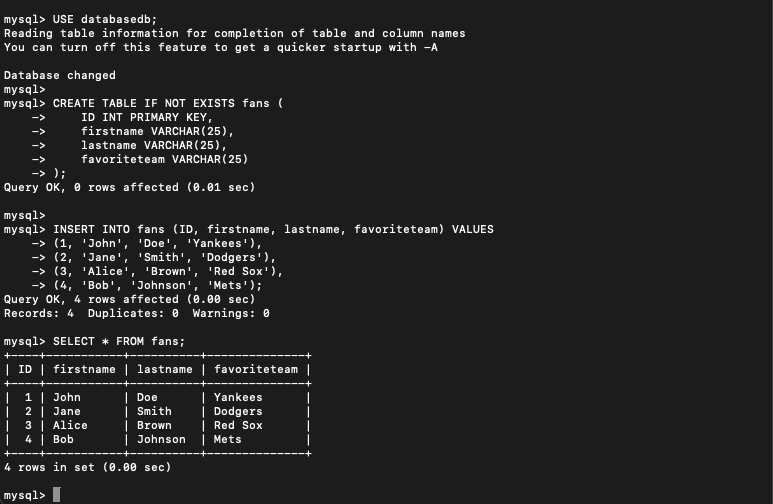 mysql> USE databasedb;
Reading table information for completion of table and column names
You can turn off this feature to get a quicker startup with -A
Database changed
mysql>
mysql> CREATE TABLE IF NOT EXISTS fans (
    ->     ID INT PRIMARY KEY,
    ->     firstname VARCHAR(25),
    ->     lastname VARCHAR(25),
    ->     favoriteteam VARCHAR(25)
    -> );
Query OK, 0 rows affected (0.01 sec)
mysql>
mysql> INSERT INTO fans (ID, firstname, lastname, favoriteteam) VALUES
    -> (1, 'John', 'Doe', 'Yankees'),
    -> (2, 'Jane', 'Smith', 'Dodgers'),
    -> (3, 'Alice', 'Brown', 'Red Sox'),
    -> (4, 'Bob', 'Johnson', 'Mets');
Query OK, 4 rows affected (0.00 sec)
Records: 4  Duplicates: 0  Warnings: 0
mysql> SELECT * FROM fans;
+----+-----------+----------+--------------+
| ID | firstname | lastname | favoriteteam |
+----+-----------+----------+--------------+
|  1 | John      | Doe      | Yankees      |
|  2 | Jane      | Smith    | Dodgers      |
|  3 | Alice     | Brown    | Red Sox      |
|  4 | Bob       | Johnson  | Mets         |
+----+-----------+----------+--------------+
4 rows in set (0.00 sec)
mysql>